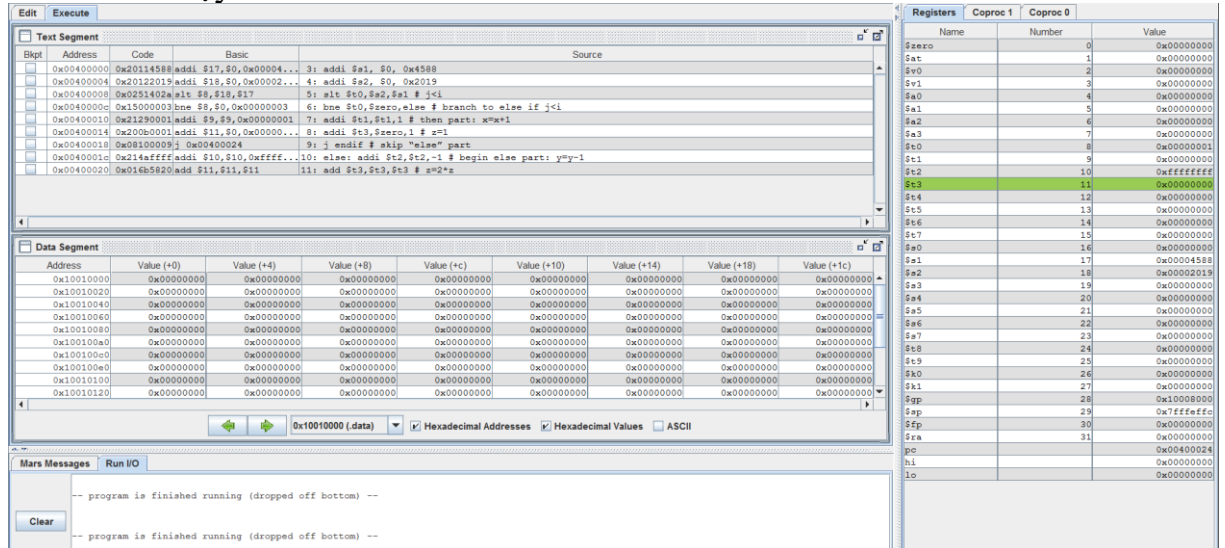 Edit Execute
Text Segment
Bkpt Address Code Basic Source
0x00400000 0x20114588 addi $17,$0,0x00004... 3: addi $s1, $0, 0x4588
0x00400004 0x20122019 addi $18,$0,0x00002... 4: addi $s2, $0, 0x2019
0x00400008 0x0251402a slt $8,$18,$17 5: slt $t0,$s2,$s1 # j<i
0x0040000c 0x15000003 bne $8,$0,0x00000003 6: bne $t0,$zero,else # branch to else if j<i
0x00400010 0x21290001 addi $9,$9,0x00000001 7: addi $t1,$t1,1 # then part: x=x+1
0x00400014 0x200b0001 addi $11,$0,0x00000... 8: addi $t3,$zero,1 # z=1
0x00400018 0x08100009 j 0x00400024 9: j endif # skip "else" part
0x0040001c 0x214affff addi $10,$10,0xffff... 10: else: addi $t2,$t2,-1 # begin else part: y=y-1
0x00400020 0x016b5820 add $11,$11,$11 11: add $t3,$t3,$t3 # z=2*z
Data Segment
Address Value (+0) Value (+4) Value (+8) Value (+c) Value (+10) Value (+14) Value (+18) Value (+1c)
0x10010000 0x00000000 0x00000000 0x00000000 0x00000000 0x00000000 0x00000000 0x00000000 0x00000000
0x10010020 0x00000000 0x00000000 0x00000000 0x00000000 0x00000000 0x00000000 0x00000000 0x00000000
0x10010040 0x00000000 0x00000000 0x00000000 0x00000000 0x00000000 0x00000000 0x00000000 0x00000000
0x10010060 0x00000000 0x00000000 0x00000000 0x00000000 0x00000000 0x00000000 0x00000000 0x00000000
0x10010080 0x00000000 0x00000000 0x00000000 0x00000000 0x00000000 0x00000000 0x00000000 0x00000000
0x100100a0 0x00000000 0x00000000 0x00000000 0x00000000 0x00000000 0x00000000 0x00000000 0x00000000
0x100100c0 0x00000000 0x00000000 0x00000000 0x00000000 0x00000000 0x00000000 0x00000000 0x00000000
0x100100e0 0x00000000 0x00000000 0x00000000 0x00000000 0x00000000 0x00000000 0x00000000 0x00000000
0x10010100 0x00000000 0x00000000 0x00000000 0x00000000 0x00000000 0x00000000 0x00000000 0x00000000
0x10010120 0x00000000 0x00000000 0x00000000 0x00000000 0x00000000 0x00000000 0x00000000 0x00000000
0x10010000 (.data) Hexadecimal Addresses Hexadecimal Values ASCII
Mars Messages Run I/O
-- program is finished running (dropped off bottom) --
Clear
-- program is finished running (dropped off bottom) --
Registers Coproc 1 Coproc 0
Name Number Value
$zero 0 0x00000000
$at 1 0x00000000
$v0 2 0x00000000
$v1 3 0x00000000
$a0 4 0x00000000
$a1 5 0x00000000
$a2 6 0x00000000
$a3 7 0x00000000
$t0 8 0x00000001
$t1 9 0x00000000
$t2 10 0xffffffff
$t3 11 0x00000000
$t4 12 0x00000000
$t5 13 0x00000000
$t6 14 0x00000000
$t7 15 0x00000000
$s0 16 0x00000000
$s1 17 0x00004588
$s2 18 0x00002019
$s3 19 0x00000000
$s4 20 0x00000000
$s5 21 0x00000000
$s6 22 0x00000000
$s7 23 0x00000000
$t8 24 0x00000000
$t9 25 0x00000000
$k0 26 0x00000000
$k1 27 0x00000000
$gp 28 0x10008000
$sp 29 0x7fffeffc
$fp 30 0x00000000
$ra 31 0x00000000
pc 0x00400024
hi 0x00000000
lo 0x00000000